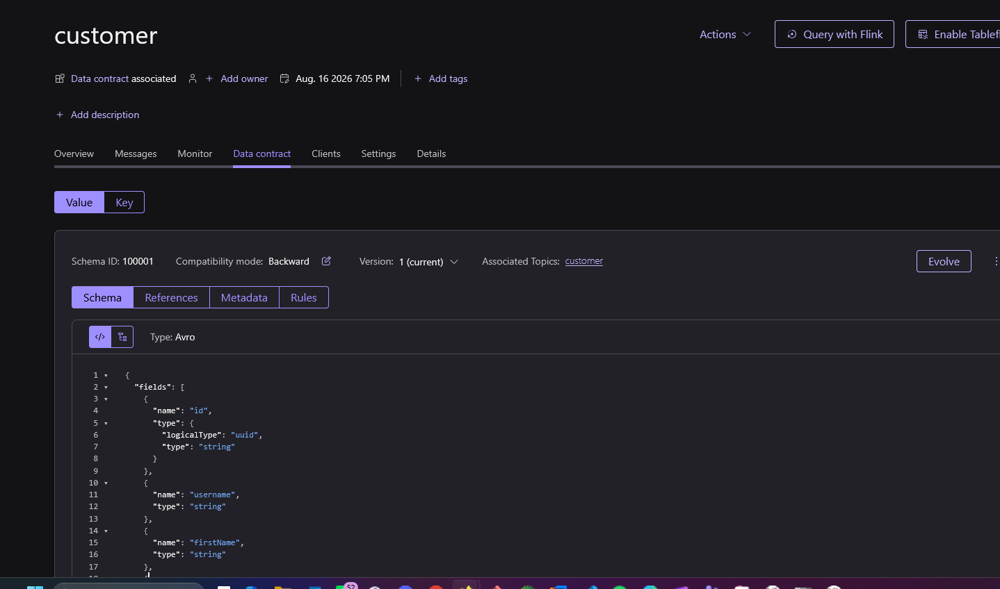 customer
Actions
Query with Flink
Enable Tablef
Data contract associated
Add owner
Aug. 16 2026 7:05 PM
Add tags
Add description
Overview Messages Monitor Data contract Clients Settings Details
Value Key
Schema ID: 100001 Compatibility mode: Backward Version: 1 (current) Associated Topics: customer
Evolve
Schema References Metadata Rules
</> Type: Avro
1 {
2 "fields": [
3 {
4 "name": "id",
5 "type": {
6 "logicalType": "uuid",
7 "type": "string"
8 }
9 },
10 {
11 "name": "username",
12 "type": "string"
13 },
14 {
15 "name": "firstName",
16 "type": "string"
17 },
52